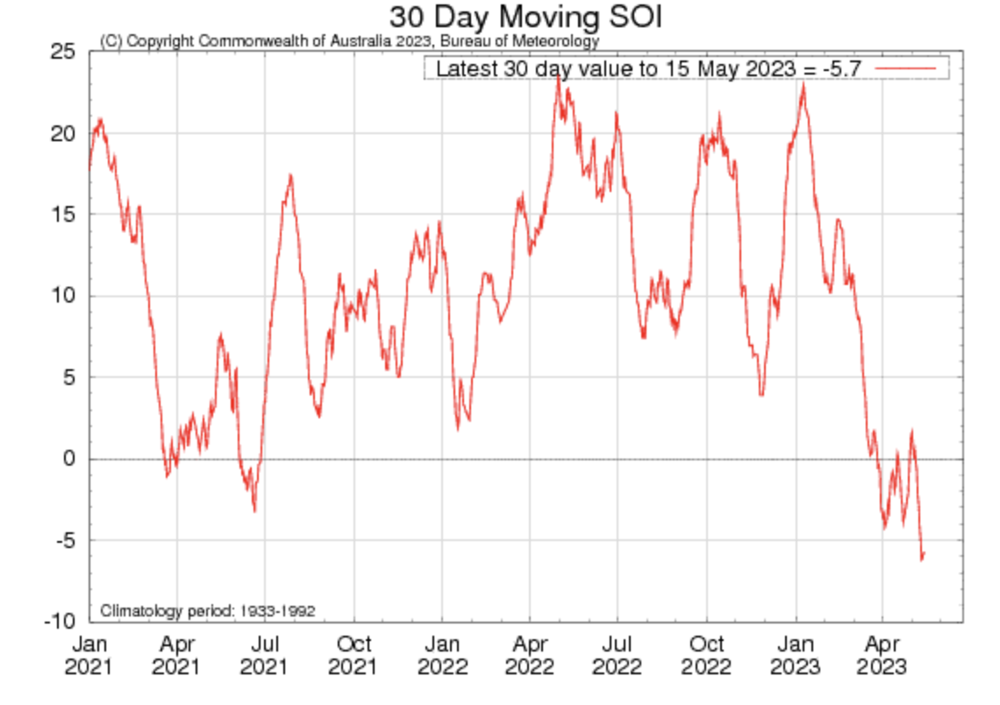 30 Day Moving SOI
(C) Copyright Commonwealth of Australia 2023, Bureau of Meteorology
Latest 30 day value to 15 May 2023 = -5.7
25
20
15
10
5
0
-5
-10
Climatology period: 1933-1992
Jan Apr Jul Oct Jan Apr Jul Oct Jan Apr
2021 2021 2021 2021 2022 2022 2022 2022 2023 2023